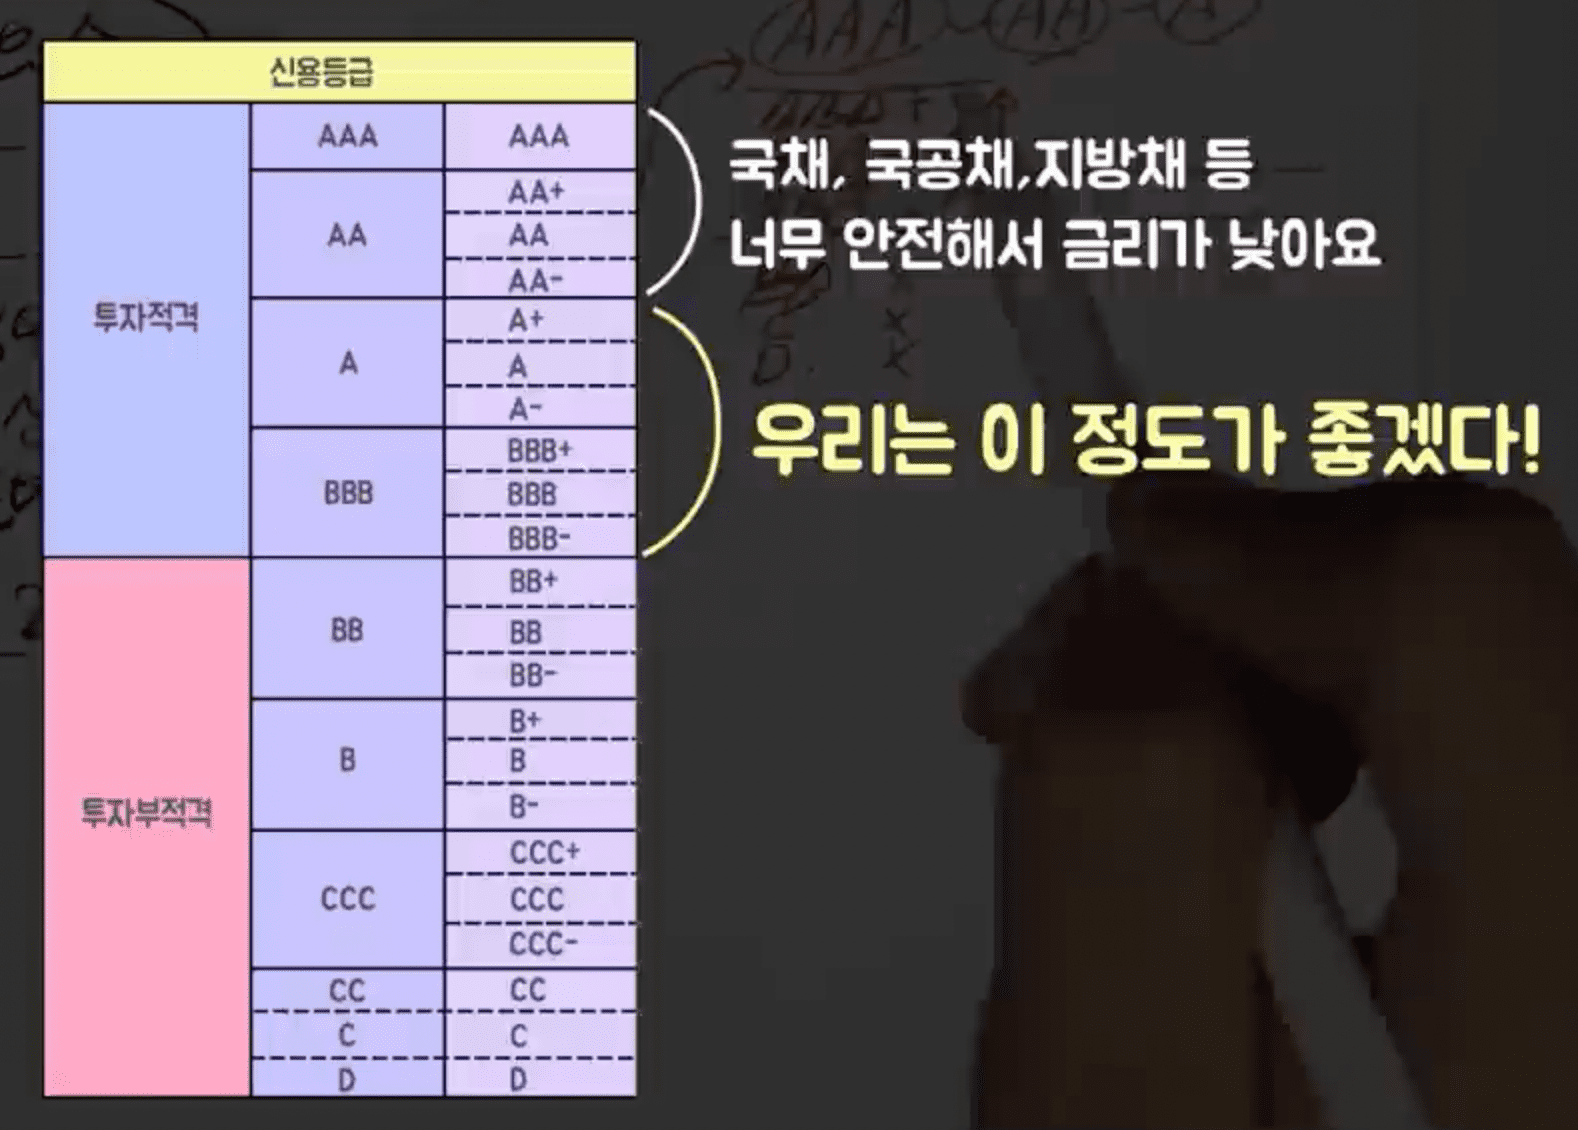 신용등급
투자적격
AAA
AAA
AA
AA+
AA
AA-
A
A+
A
A-
BBB
BBB+
BBB
BBB-
투자부적격
BB
BB+
BB
BB-
B
B+
B
B-
CCC
CCC+
CCC
CCC-
CC
CC
C
C
D
D
국채, 국공채,지방채 등
너무 안전해서 금리가 낮아요
우리는 이 정도가 좋겠다!
AAA - AA - A